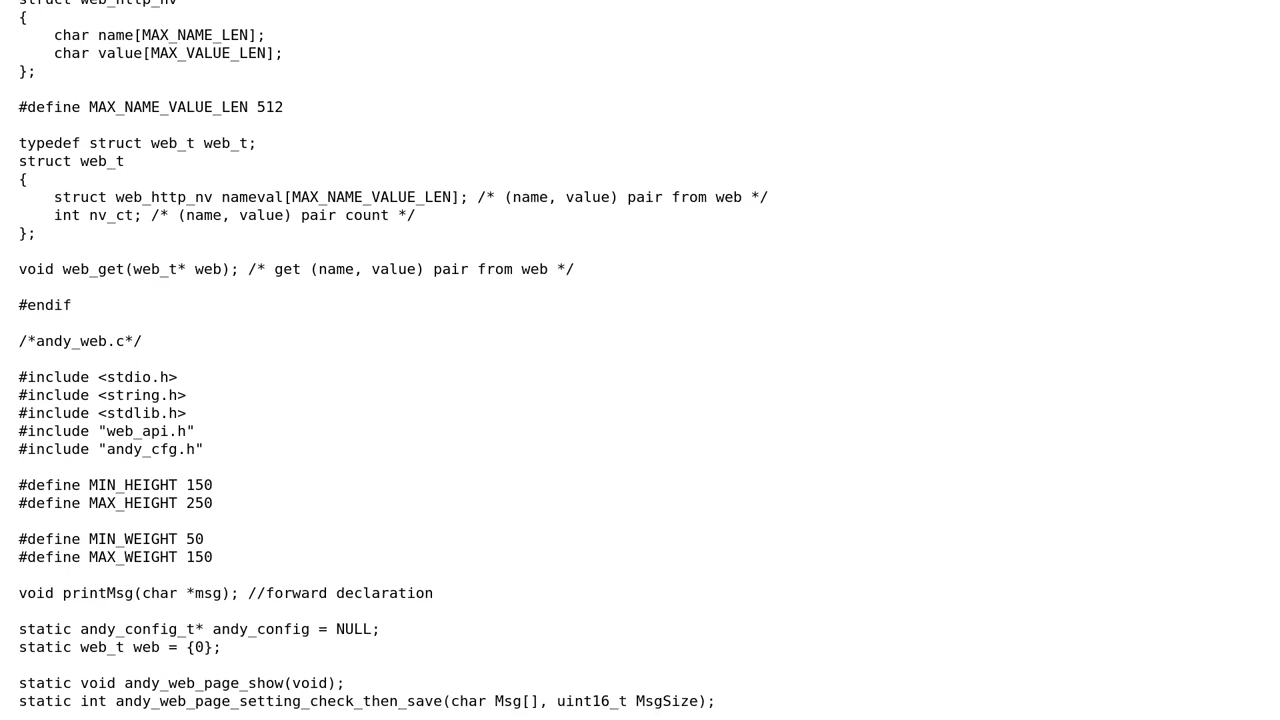 struct web_http_nv
{
    char name[MAX_NAME_LEN];
    char value[MAX_VALUE_LEN];
};

#define MAX_NAME_VALUE_LEN 512

typedef struct web_t web_t;
struct web_t
{
    struct web_http_nv nameval[MAX_NAME_VALUE_LEN]; /* (name, value) pair from web */
    int nv_ct; /* (name, value) pair count */
};

void web_get(web_t* web); /* get (name, value) pair from web */

#endif

/*andy_web.c*/

#include <stdio.h>
#include <string.h>
#include <stdlib.h>
#include "web_api.h"
#include "andy_cfg.h"

#define MIN_HEIGHT 150
#define MAX_HEIGHT 250

#define MIN_WEIGHT 50
#define MAX_WEIGHT 150

void printMsg(char *msg); //forward declaration

static andy_config_t* andy_config = NULL;
static web_t web = {0};

static void andy_web_page_show(void);
static int andy_web_page_setting_check_then_save(char Msg[], uint16_t MsgSize);